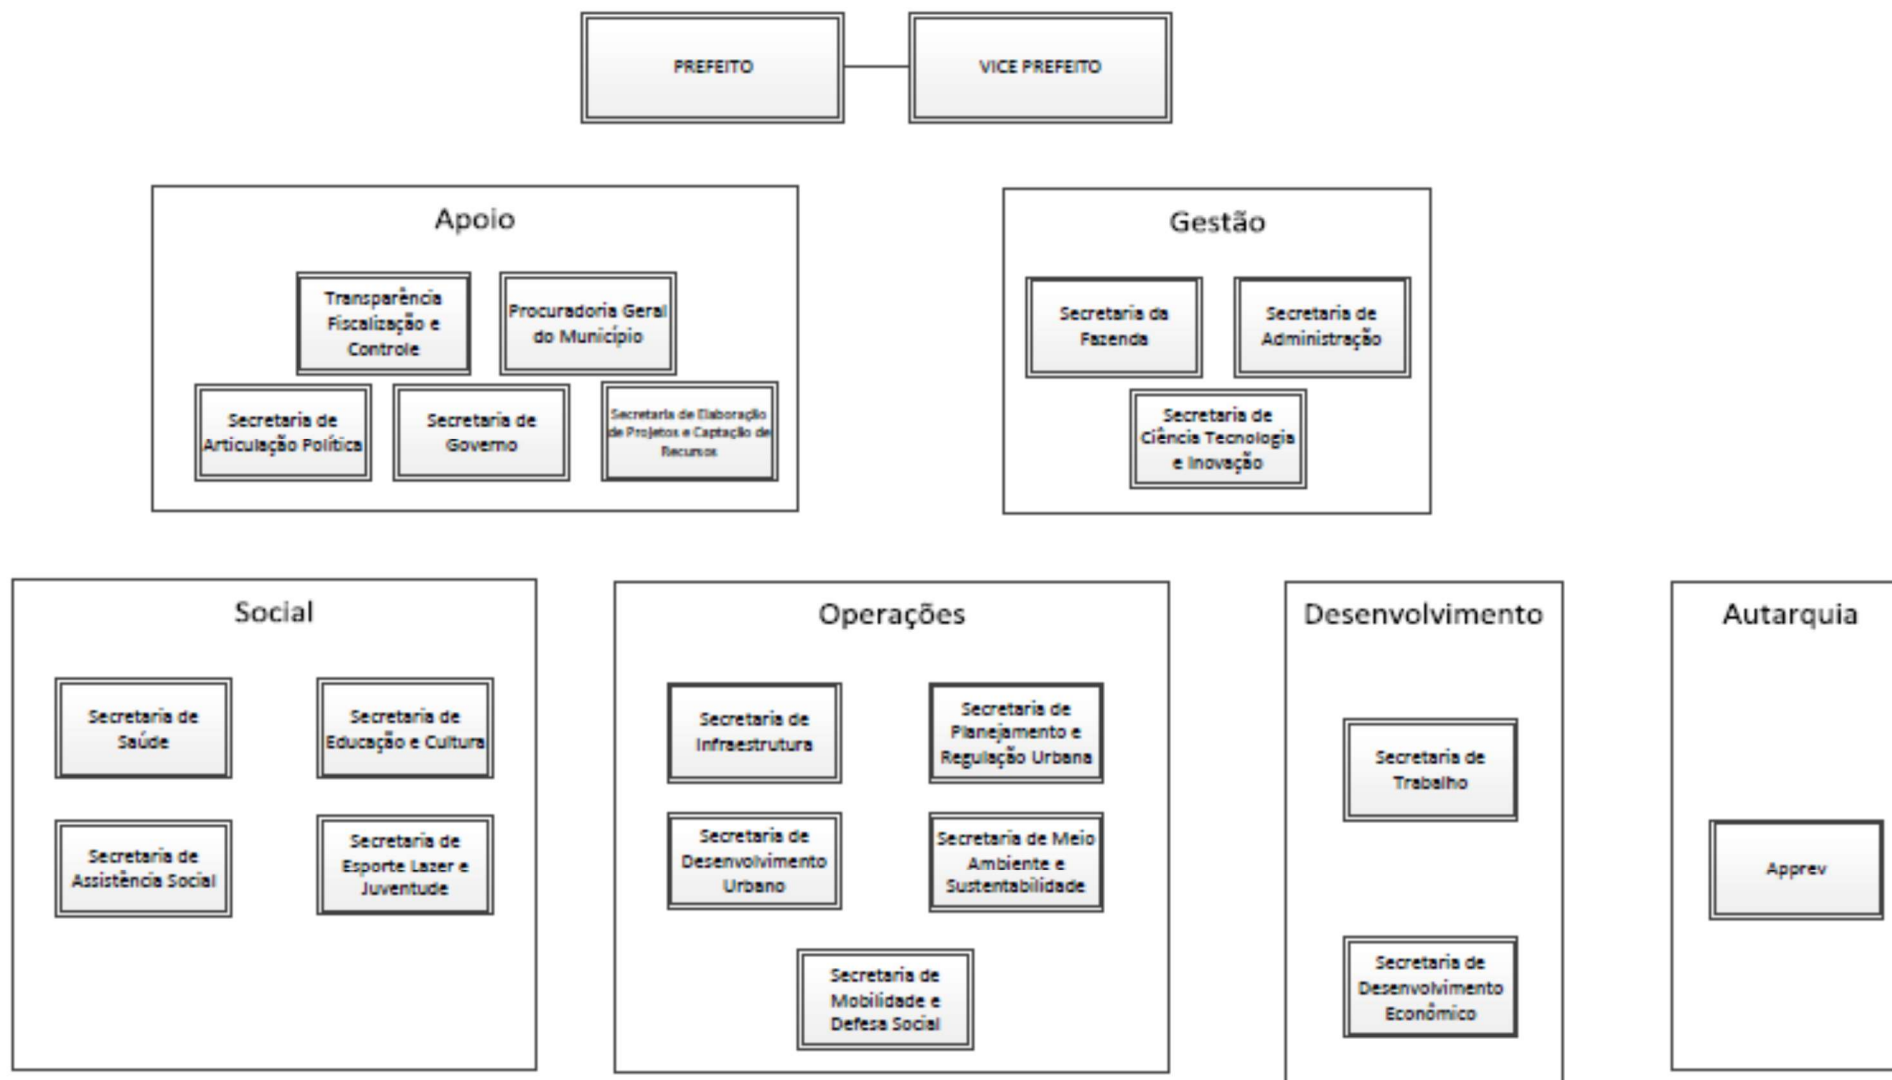 PREFEITO
VICE PREFEITO
Apoio
Transparência
Fiscalização e
Controle
Procuradoria Geral
do Município
Secretaria de
Articulação Política
Secretaria de
Governo
Secretaria de Elaboração
de Projetos e Captação de
Recursos
Gestão
Secretaria da
Fazenda
Secretaria de
Administração
Secretaria de
Ciência Tecnologia
e Inovação
Social
Secretaria de
Saúde
Secretaria de
Educação e Cultura
Secretaria de
Assistência Social
Secretaria de
Esporte Lazer e
Juventude
Operações
Secretaria de
Infraestrutura
Secretaria de
Planejamento e
Regulação Urbana
Secretaria de
Desenvolvimento
Urbano
Secretaria de Meio
Ambiente e
Sustentabilidade
Secretaria de
Mobilidade e
Defesa Social
Desenvolvimento
Secretaria de
Trabalho
Secretaria de
Desenvolvimento
Econômico
Autarquia
Apprev